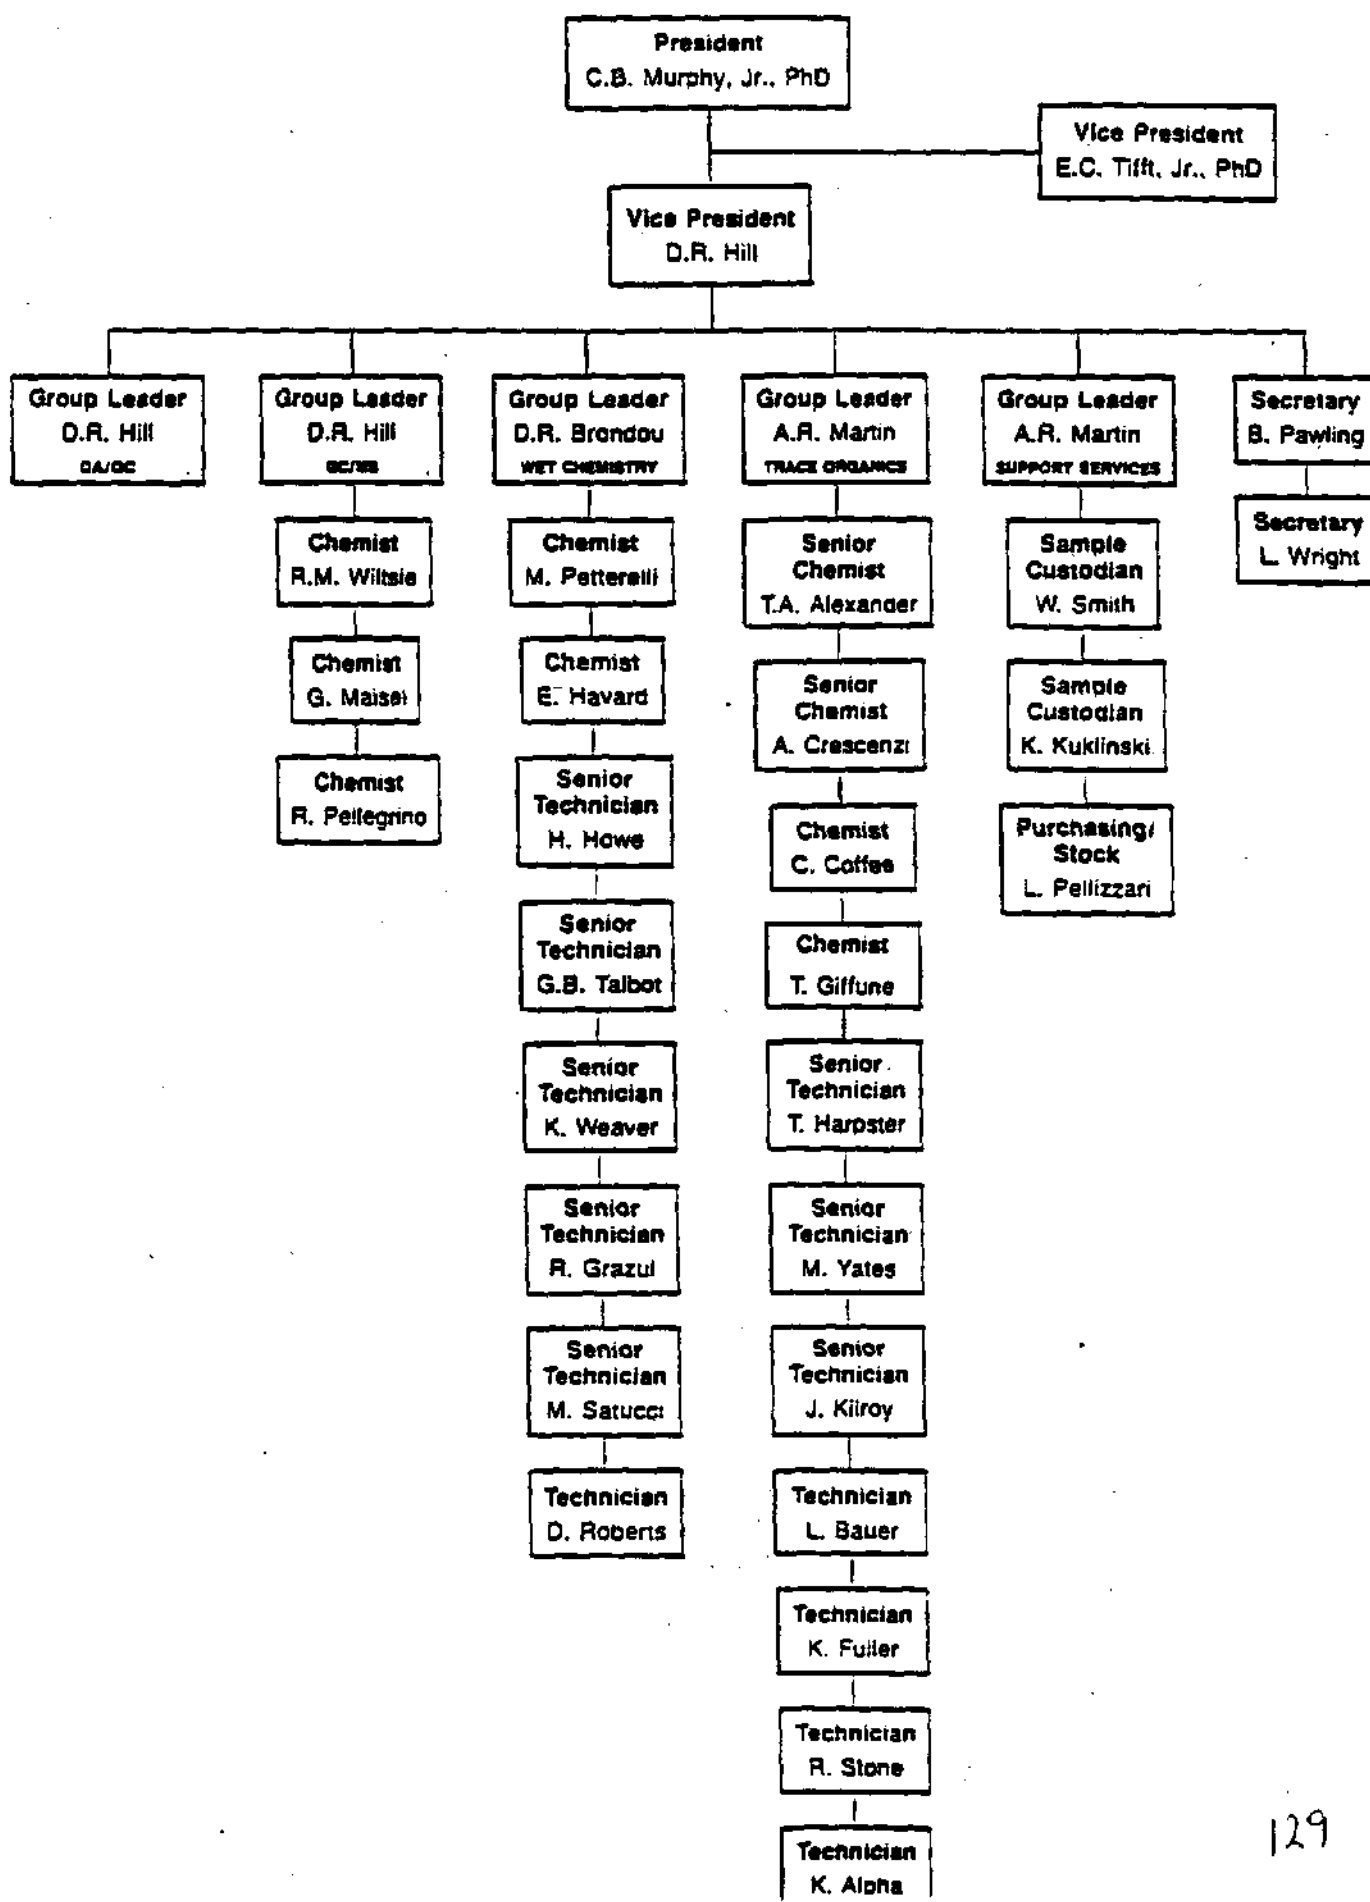 President
C.B. Murphy, Jr., PhD
Vice President
E.C. Tifft, Jr., PhD
Vice President
D.R. Hill
Group Leader
D.R. Hill
QA/QC
Group Leader
D.R. Hill
GC/MS
Group Leader
D.R. Brondou
WET CHEMISTRY
Group Leader
A.R. Martin
TRACE ORGANICS
Group Leader
A.R. Martin
SUPPORT SERVICES
Secretary
B. Pawling
Secretary
L. Wright
Chemist
R.M. Wiltsie
Chemist
G. Maisel
Chemist
R. Pellegrino
Chemist
M. Petterelli
Chemist
E. Havard
Senior
Technician
H. Howe
Senior
Technician
G.B. Talbot
Senior
Technician
K. Weaver
Senior
Technician
R. Grazul
Senior
Technician
M. Satucci
Technician
D. Roberts
Senior
Chemist
T.A. Alexander
Senior
Chemist
A. Crescenzi
Chemist
C. Coffee
Chemist
T. Giffune
Senior
Technician
T. Harpster
Senior
Technician
M. Yates
Senior
Technician
J. Kilroy
Technician
L. Bauer
Technician
K. Fuller
Technician
R. Stone
Technician
K. Alpha
Sample
Custodian
W. Smith
Sample
Custodian
K. Kuklinski
Purchasing/
Stock
L. Pellizzari
129